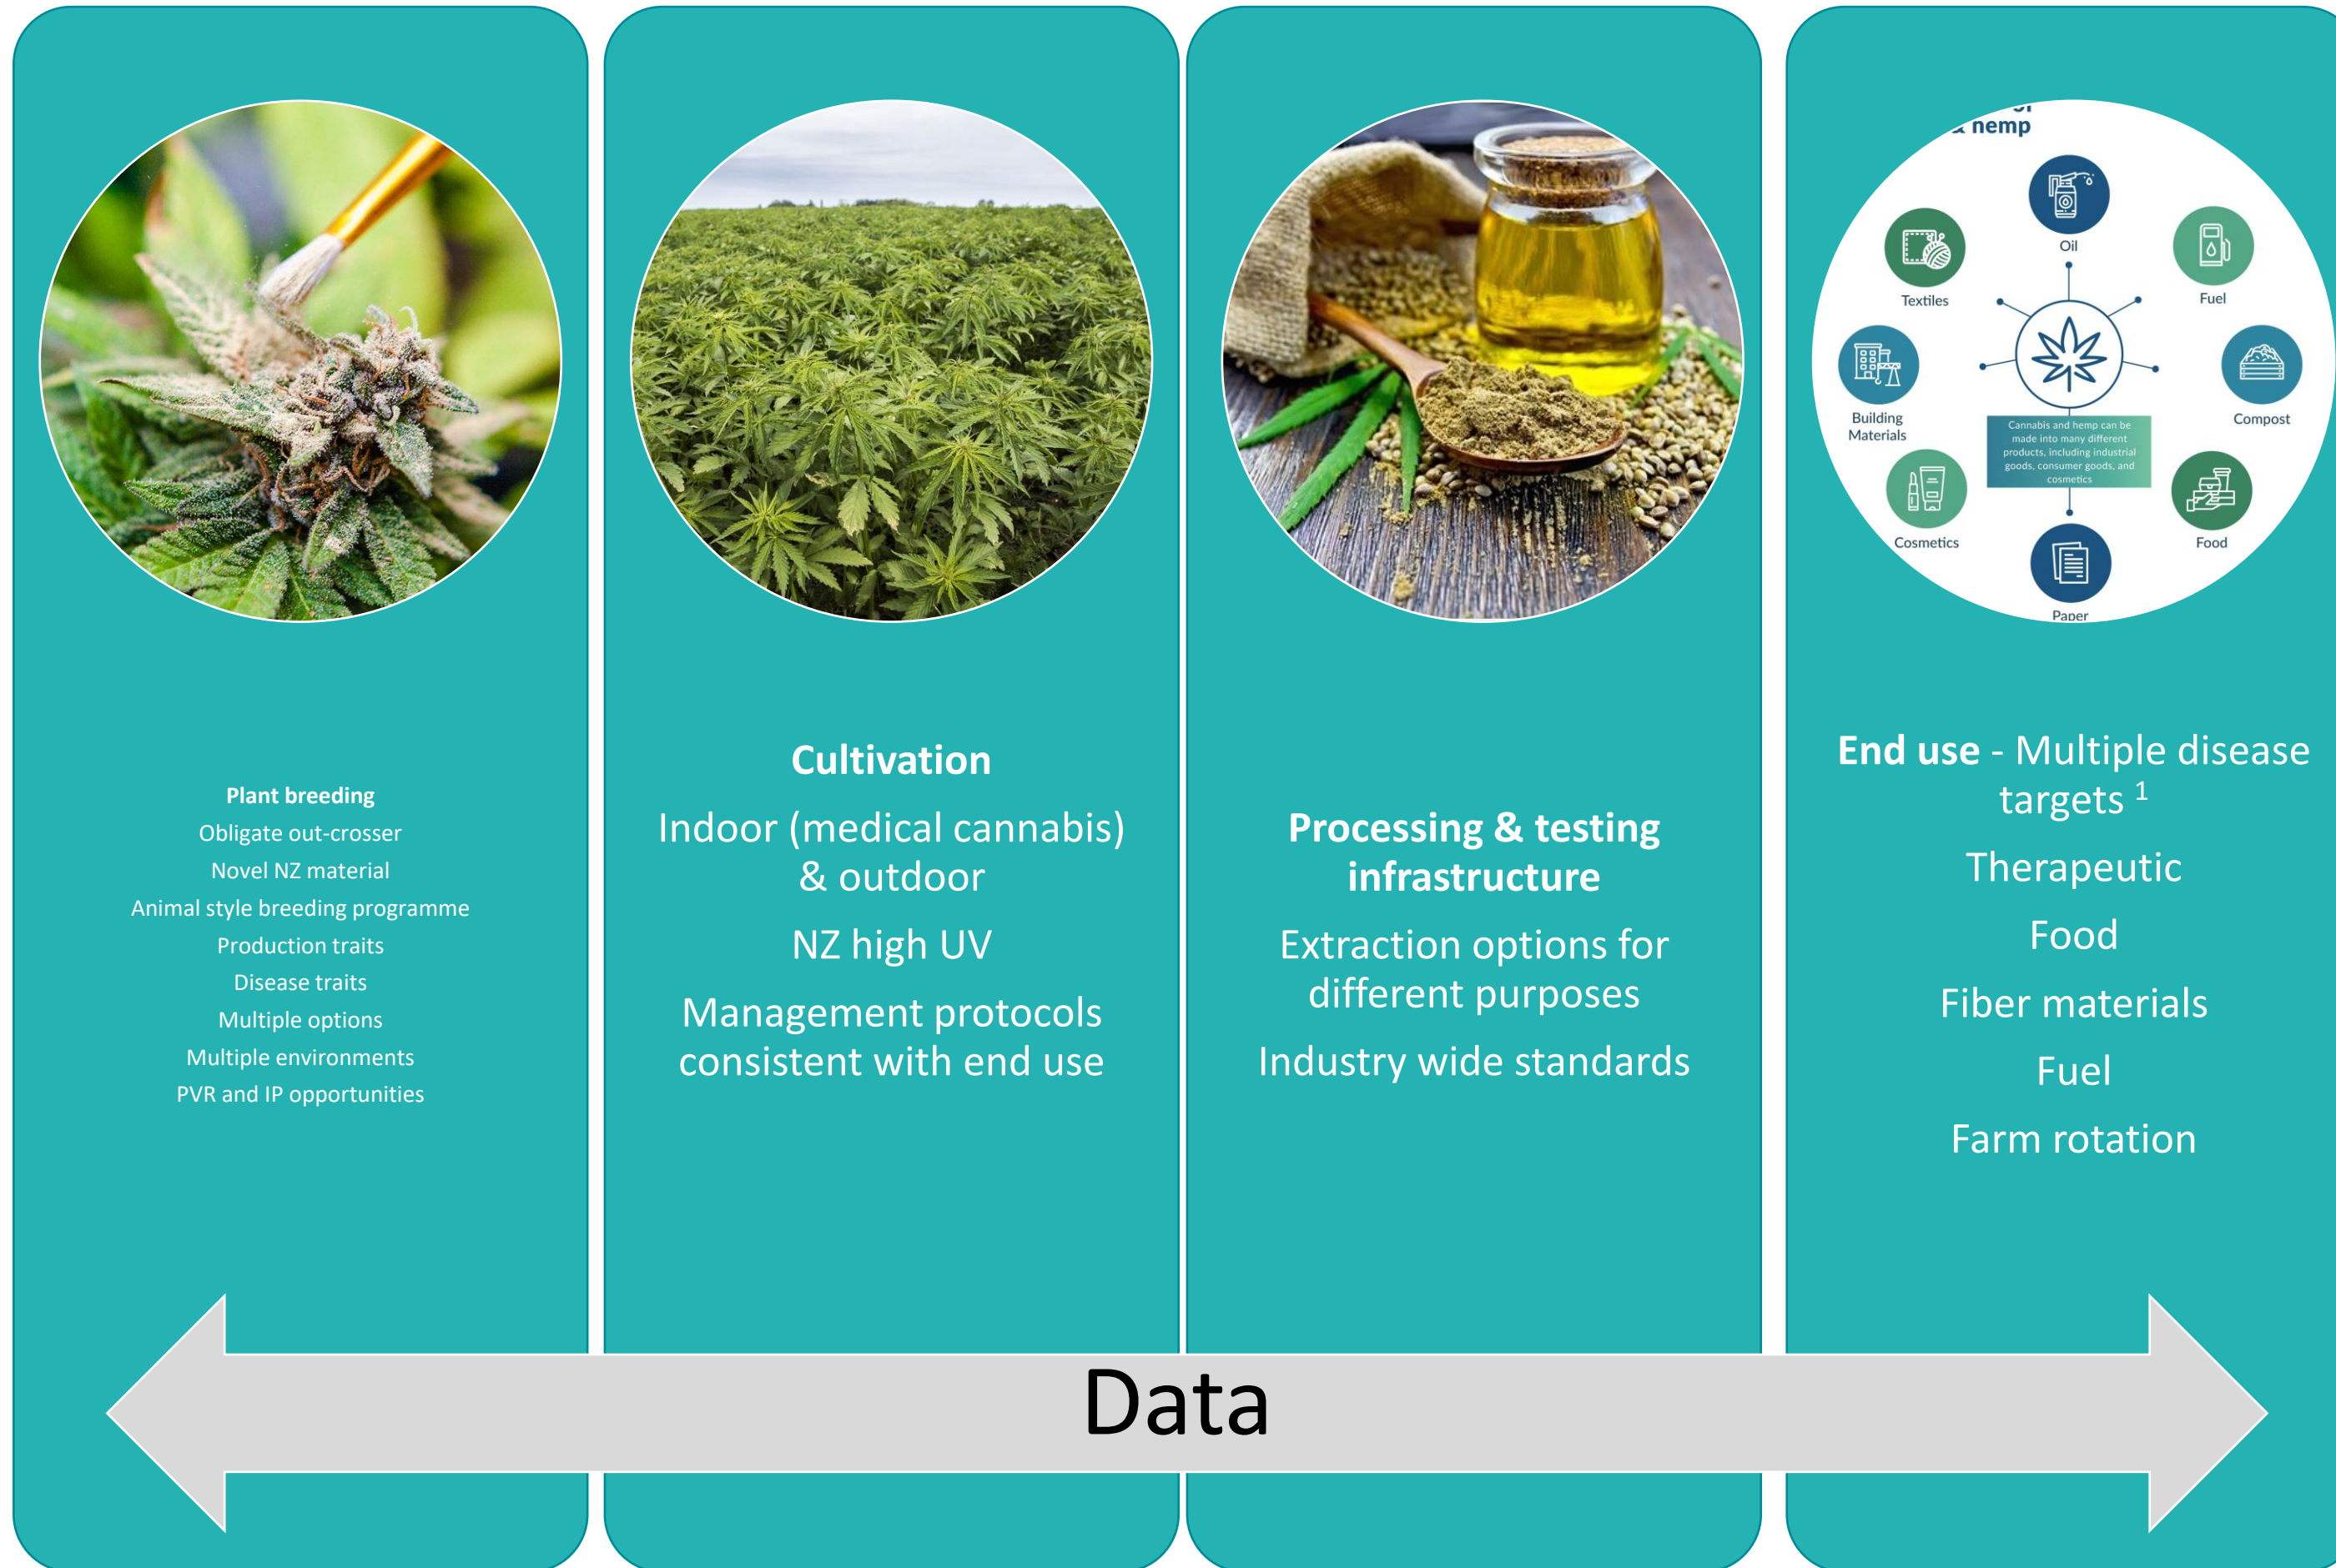 Plant breeding
Obligate out-crosser
Novel NZ material
Animal style breeding programme
Production traits
Disease traits
Multiple options
Multiple environments
PVR and IP opportunities
Cultivation
Indoor (medical cannabis)
& outdoor
NZ high UV
Management protocols
consistent with end use
Processing & testing
infrastructure
Extraction options for
different purposes
Industry wide standards
& hemp
Oil
Textiles
Fuel
Building
Materials
Compost
Cannabis and hemp can be
made into many different
products, including industrial
goods, consumer goods, and
cosmetics
Cosmetics
Food
Paper
End use - Multiple disease
targets 1
Therapeutic
Food
Fiber materials
Fuel
Farm rotation
Data